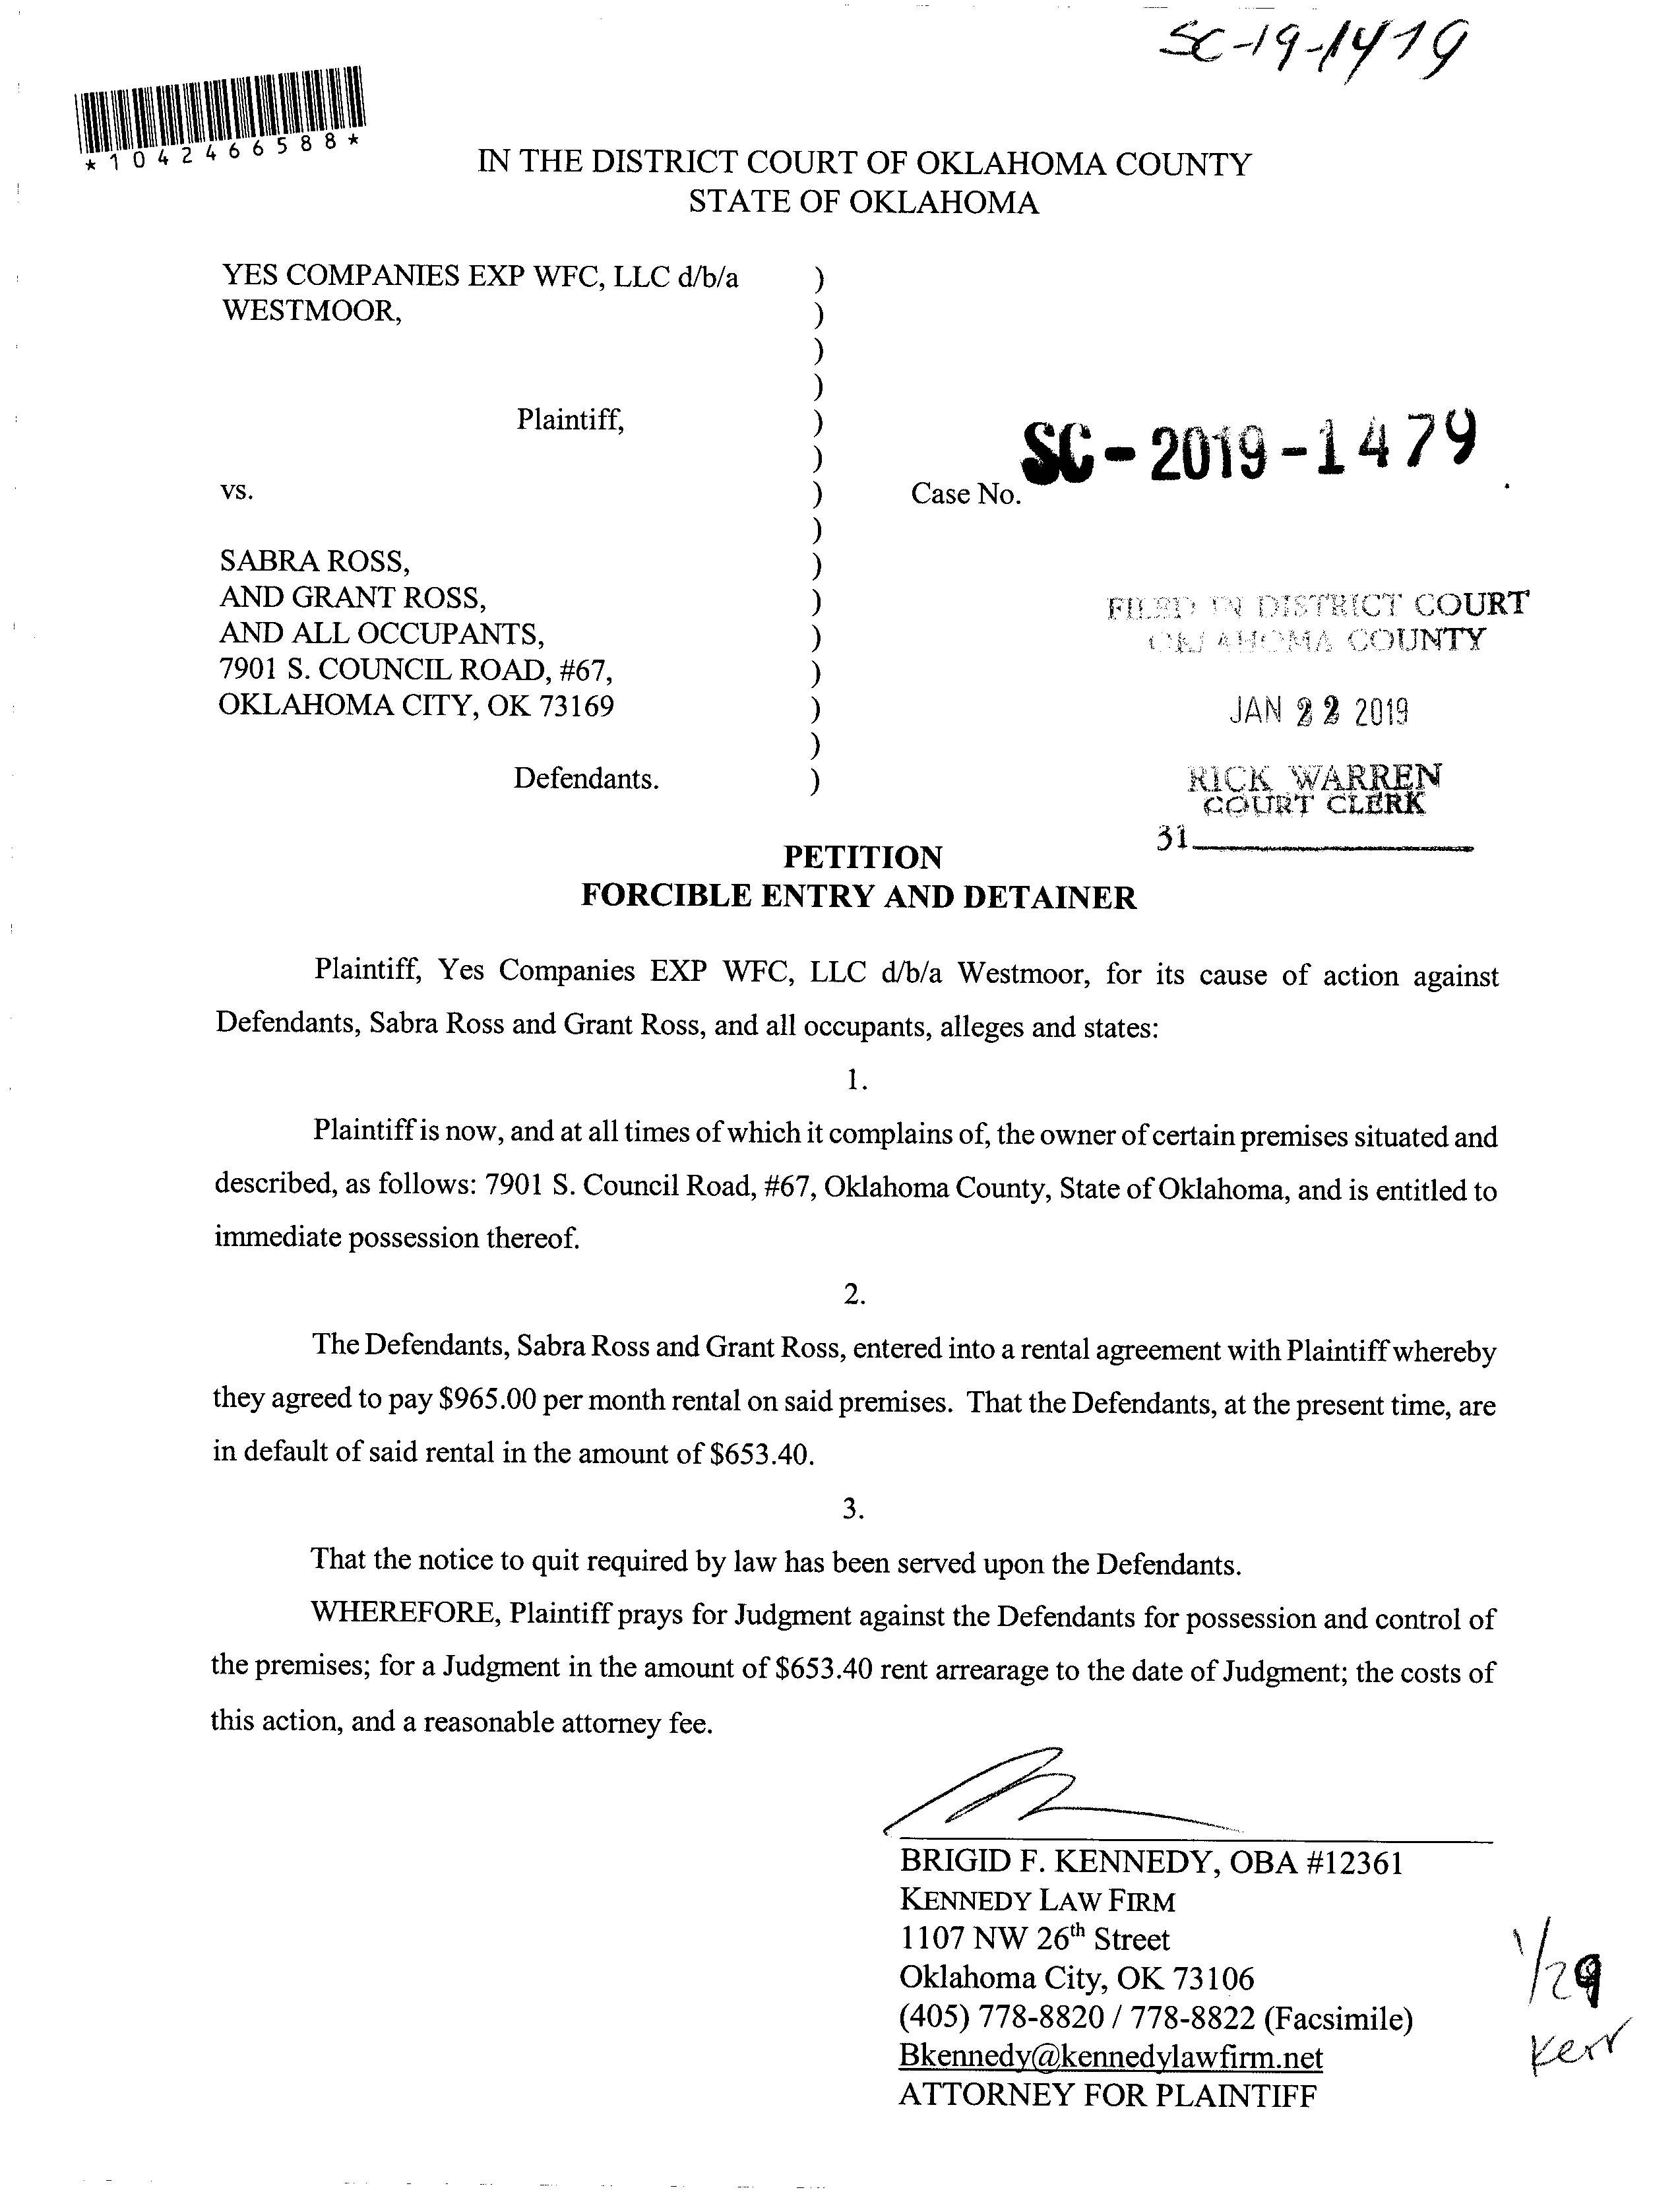 SC-19-1479
*1042466588*
IN THE DISTRICT COURT OF OKLAHOMA COUNTY
STATE OF OKLAHOMA
YES COMPANIES EXP WFC, LLC d/b/a )
WESTMOOR, )
)
)
Plaintiff, )
)
vs. ) Case No. SC-2019-1479.
)
SABRA ROSS, )
AND GRANT ROSS, )
AND ALL OCCUPANTS, )
7901 S. COUNCIL ROAD, #67, )
OKLAHOMA CITY, OK 73169 )
)
Defendants. )
FILED IN DISTRICT COURT
OKLAHOMA COUNTY
JAN 22 2019
RICK WARREN
COURT CLERK
31
PETITION
FORCIBLE ENTRY AND DETAINER
Plaintiff, Yes Companies EXP WFC, LLC d/b/a Westmoor, for its cause of action against
Defendants, Sabra Ross and Grant Ross, and all occupants, alleges and states:
1.
Plaintiff is now, and at all times of which it complains of, the owner of certain premises situated and
described, as follows: 7901 S. Council Road, #67, Oklahoma County, State of Oklahoma, and is entitled to
immediate possession thereof.
2.
The Defendants, Sabra Ross and Grant Ross, entered into a rental agreement with Plaintiff whereby
they agreed to pay $965.00 per month rental on said premises. That the Defendants, at the present time, are
in default of said rental in the amount of $653.40.
3.
That the notice to quit required by law has been served upon the Defendants.
WHEREFORE, Plaintiff prays for Judgment against the Defendants for possession and control of
the premises; for a Judgment in the amount of $653.40 rent arrearage to the date of Judgment; the costs of
this action, and a reasonable attorney fee.
BRIGID F. KENNEDY, OBA #12361
KENNEDY LAW FIRM
1107 NW 26th Street
Oklahoma City, OK 73106
(405) 778-8820 / 778-8822 (Facsimile)
Bkennedy@kennedylawfirm.net
ATTORNEY FOR PLAINTIFF
1/29
Kerr